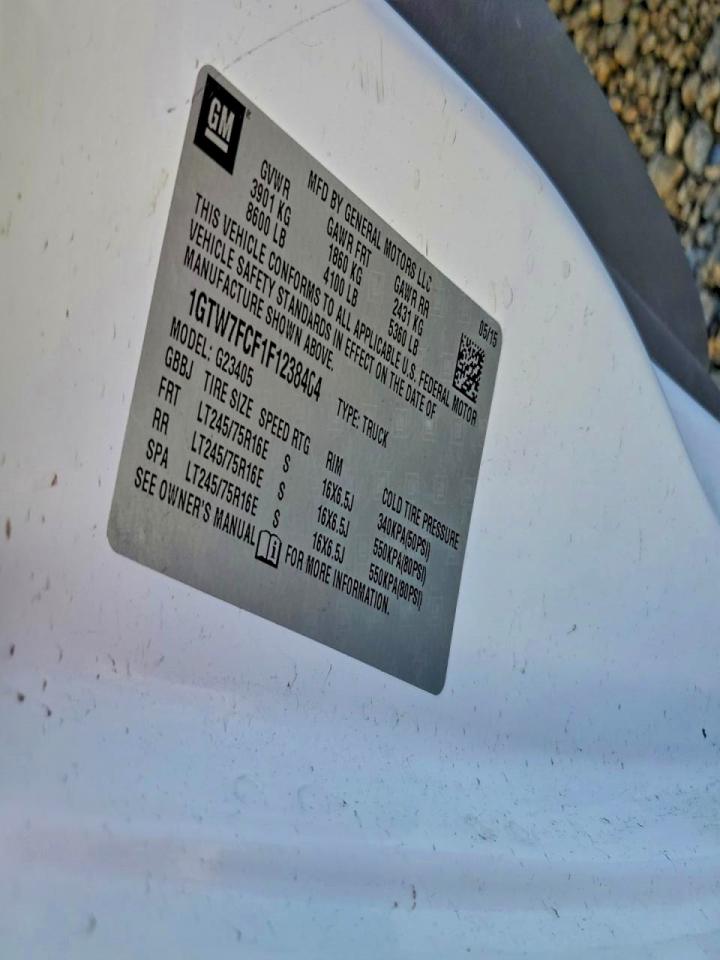 GM
MFD BY GENERAL MOTORS LLC
05/15
GVWR GAWR FRT GAWR RR
3901 KG 1860 KG 2431 KG
8600 LB 4100 LB 5360 LB
THIS VEHICLE CONFORMS TO ALL APPLICABLE U.S. FEDERAL MOTOR
VEHICLE SAFETY STANDARDS IN EFFECT ON THE DATE OF
MANUFACTURE SHOWN ABOVE.
1GTW7FCF1F1238404 TYPE: TRUCK
MODEL: G23405
GBBJ TIRE SIZE SPEED RTG RIM COLD TIRE PRESSURE
FRT LT245/75R16E S 16X6.5J 340KPA(50PSI)
RR LT245/75R16E S 16X6.5J 550KPA(80PSI)
SPA LT245/75R16E S 16X6.5J 550KPA(80PSI)
SEE OWNER'S MANUAL FOR MORE INFORMATION.